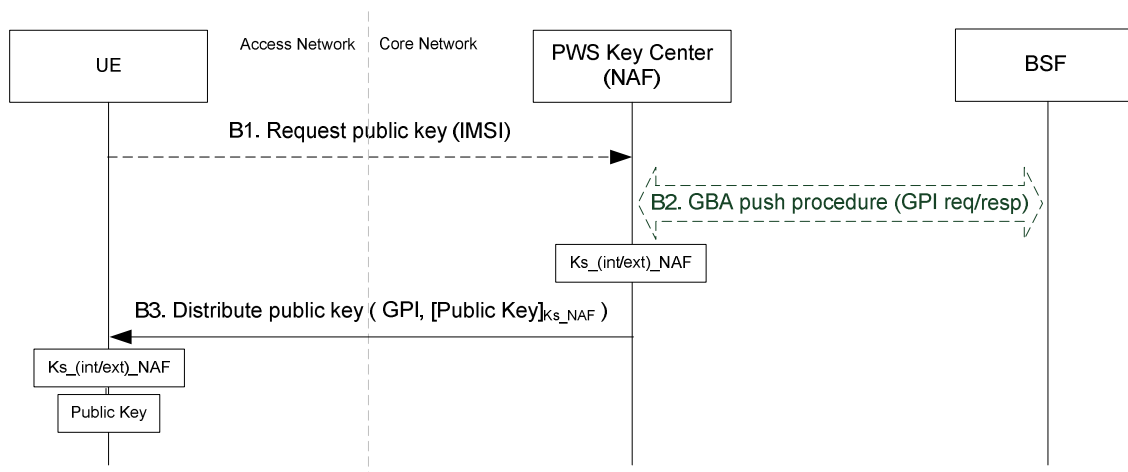 Access Network
Core Network
UE
PWS Key Center
(NAF)
BSF
B1. Request public key (IMSI)
B2. GBA push procedure (GPI req/resp)
Ks_(int/ext)_NAF
B3. Distribute public key ( GPI, [Public Key]Ks_NAF )
Ks_(int/ext)_NAF
Public Key